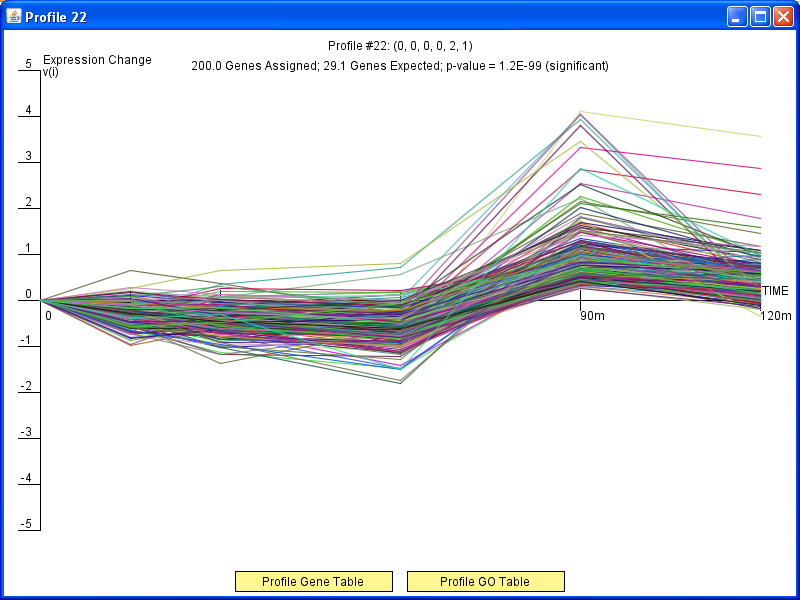 Profile 22
Profile #22: (0, 0, 0, 0, 2, 1)
200.0 Genes Assigned; 29.1 Genes Expected; p-value = 1.2E-99 (significant)
Expression Change
v(i)
5
4
3
2
1
0
-1
-2
-3
-4
-5
TIME
0
90m
120m
Profile Gene Table
Profile GO Table